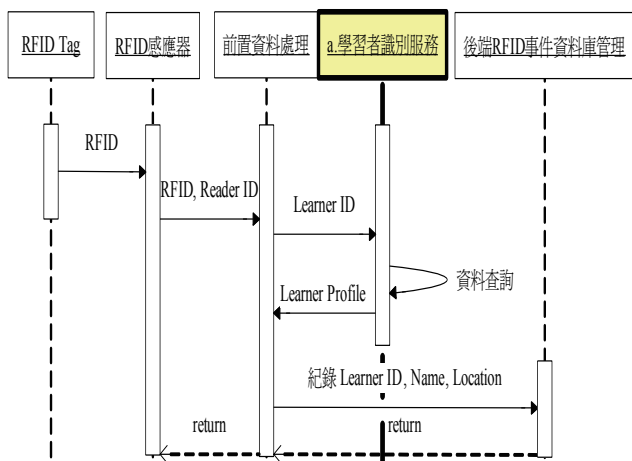 RFID Tag
RFID感應器
前置資料處理
a.學習者識別服務
後端RFID事件資料庫管理
RFID
RFID, Reader ID
Learner ID
資料查詢
Learner Profile
紀錄 Learner ID, Name, Location
return
return